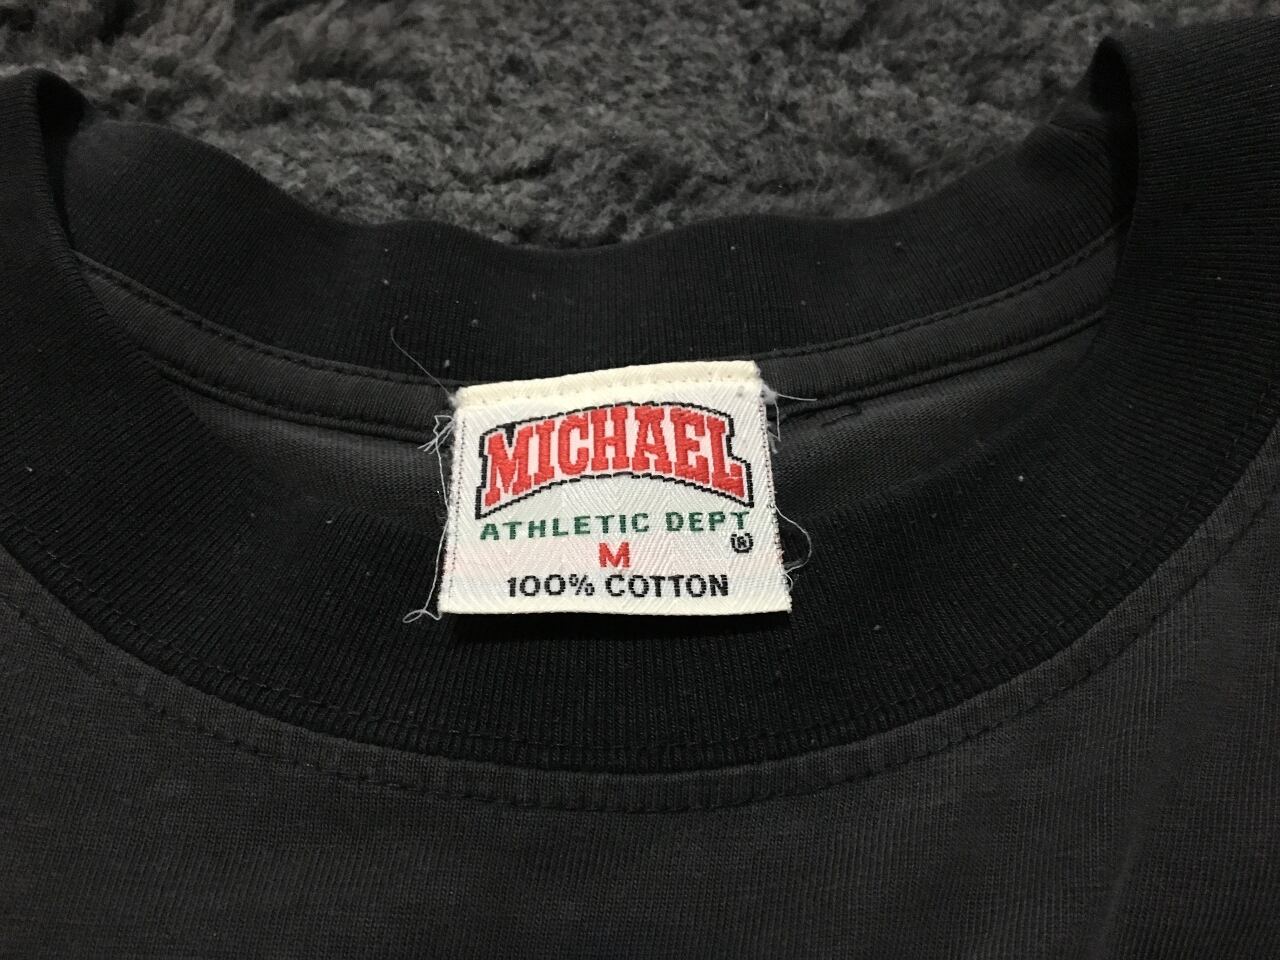 MICHAEL
ATHLETIC DEPT
®
M
100% COTTON